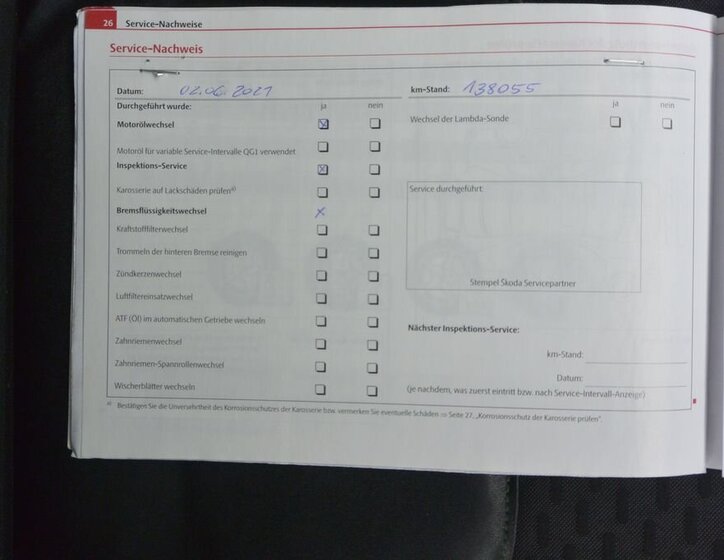 26 Service-Nachweise
Service-Nachweis
Datum: 02.06.2021 km-Stand: 138055
Durchgeführt wurde: ja nein ja nein
Motorölwechsel Wechsel der Lambda-Sonde
Motoröl für variable Service-Intervalle QG1 verwendet
Inspektions-Service
Karosserie auf Lackschäden prüfen a)
Service durchgeführt:
Bremsflüssigkeitswechsel X
Kraftstofffilterwechsel
Trommeln der hinteren Bremse reinigen
Zündkerzenwechsel
Stempel Skoda Servicepartner
Luftfiltereinsatzwechsel
ATF (Öl) im automatischen Getriebe wechseln
Nächster Inspektions-Service:
Zahnriemenwechsel
km-Stand:
Zahnriemen-Spannrollenwechsel
Datum:
Wischerblätter wechseln
(je nachdem, was zuerst eintritt bzw. nach Service-Intervall-Anzeige)
a) Bestätigen Sie die Unversehrtheit des Korrosionsschutzes der Karosserie bzw. vermerken Sie eventuelle Schäden ⇒ Seite 27, „Korrosionsschutz der Karosserie prüfen“.